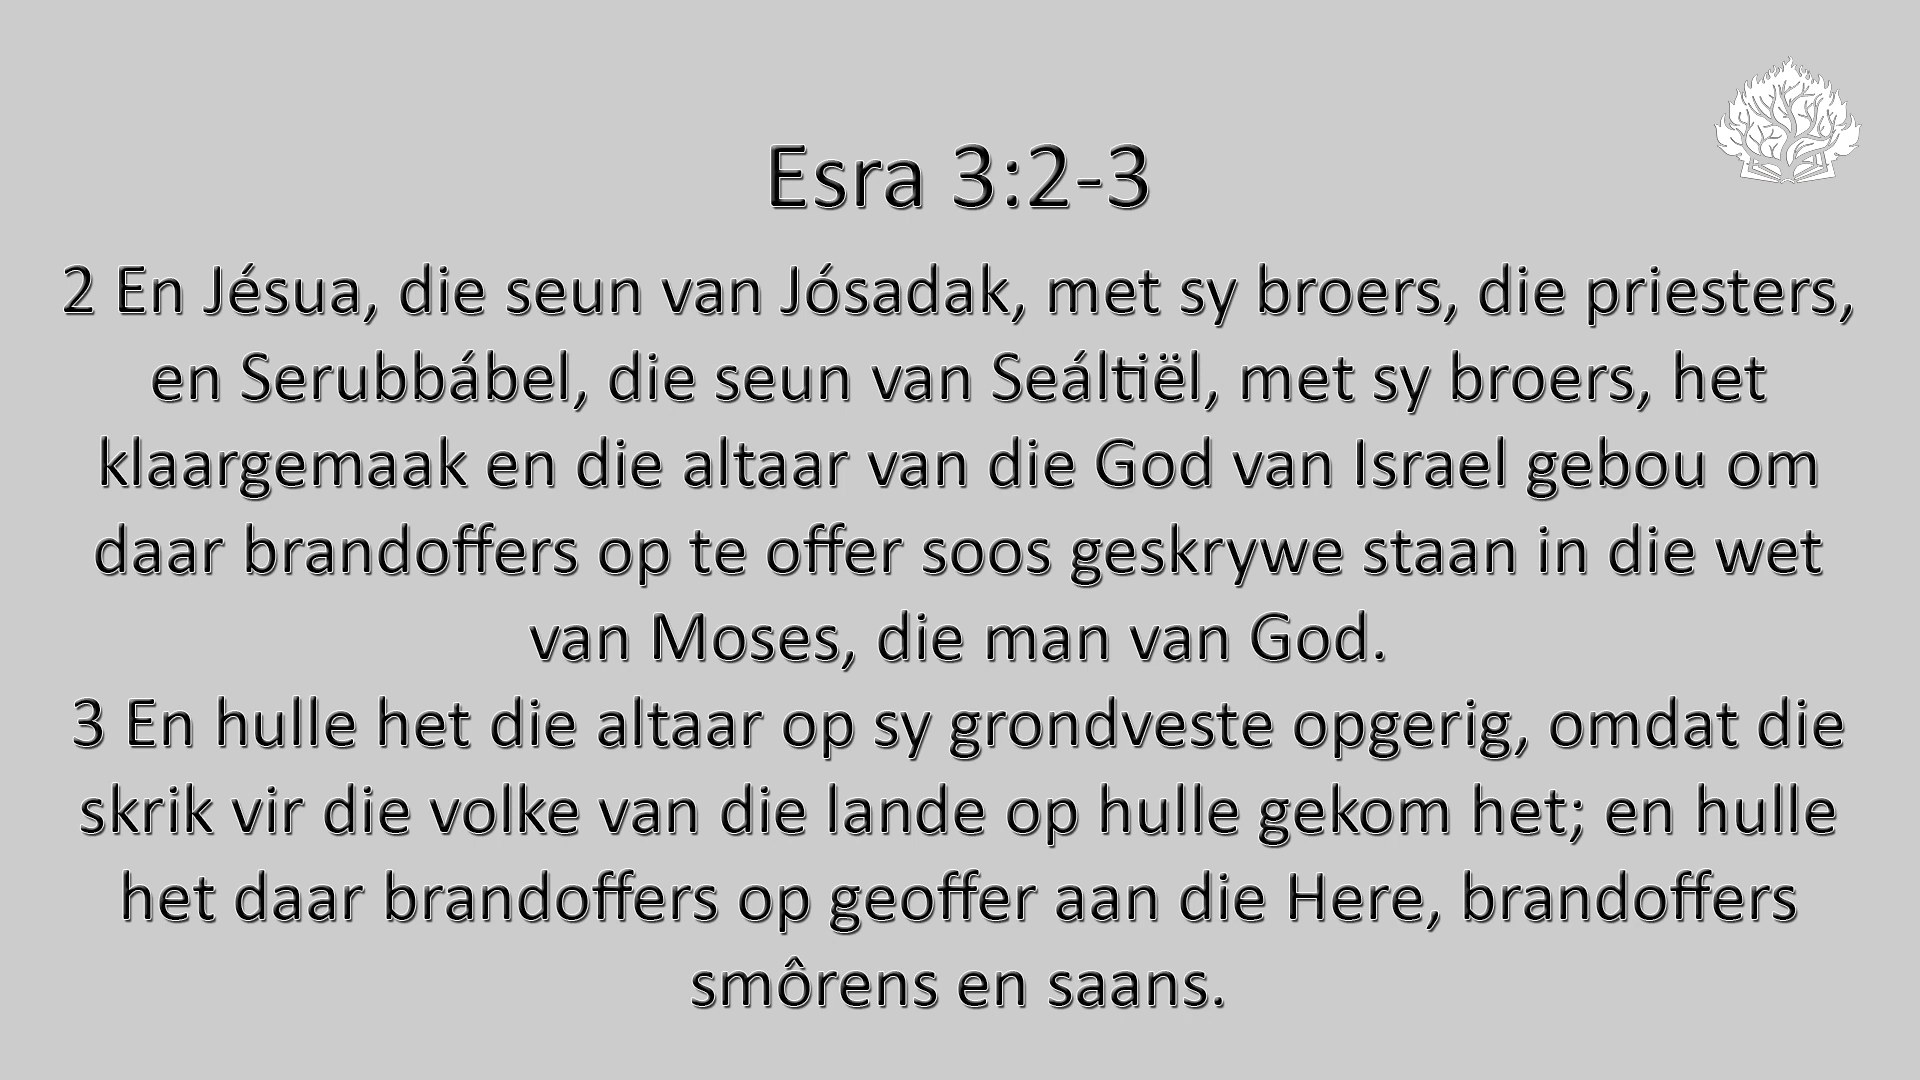 Esra 3:2-3
2 En Jésua, die seun van Jósadak, met sy broers, die priesters,
en Serubbábel, die seun van Seáltiël, met sy broers, het
klaargemaak en die altaar van die God van Israel gebou om
daar brandoffers op te offer soos geskrywe staan in die wet
van Moses, die man van God.
3 En hulle het die altaar op sy grondveste opgerig, omdat die
skrik vir die volke van die lande op hulle gekom het; en hulle
het daar brandoffers op geoffer aan die Here, brandoffers
smôrens en saans.